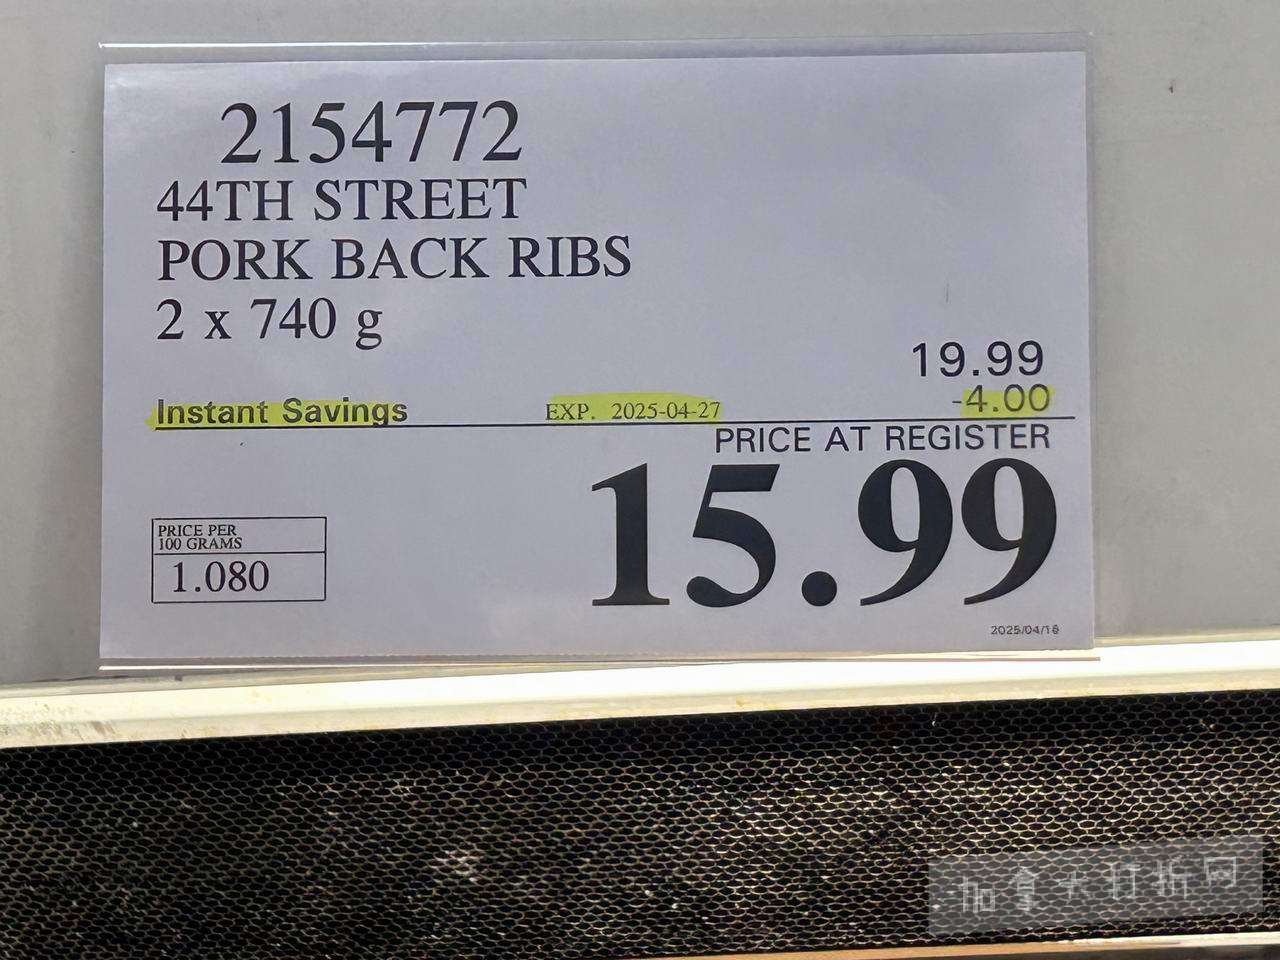 2154772
44TH STREET
PORK BACK RIBS
2 x 740 g
19.99
Instant Savings EXP. 2025-04-27 -4.00
PRICE AT REGISTER
15.99
PRICE PER
100 GRAMS
1.080
2025/04/16
加拿大打折网